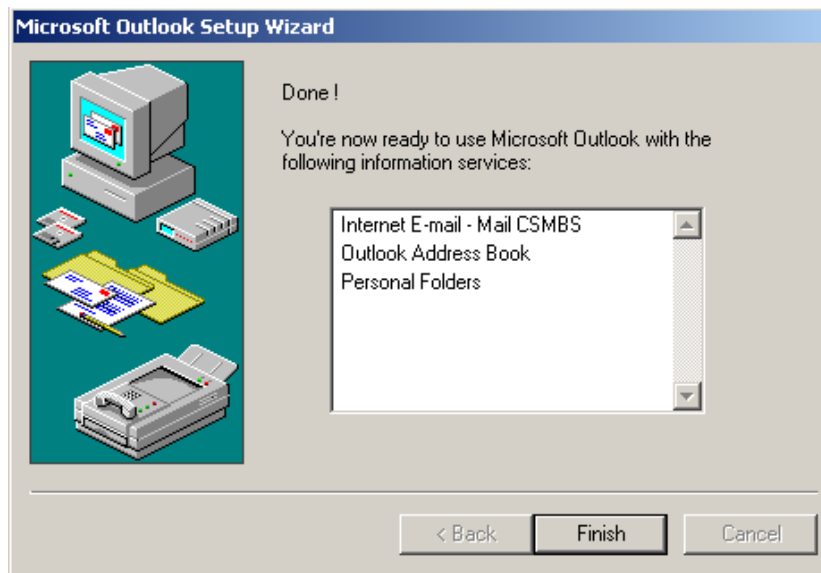 Microsoft Outlook Setup Wizard
Done !
You're now ready to use Microsoft Outlook with the
following information services:
Internet E-mail - Mail CSMBS
Outlook Address Book
Personal Folders
< Back
Finish
Cancel